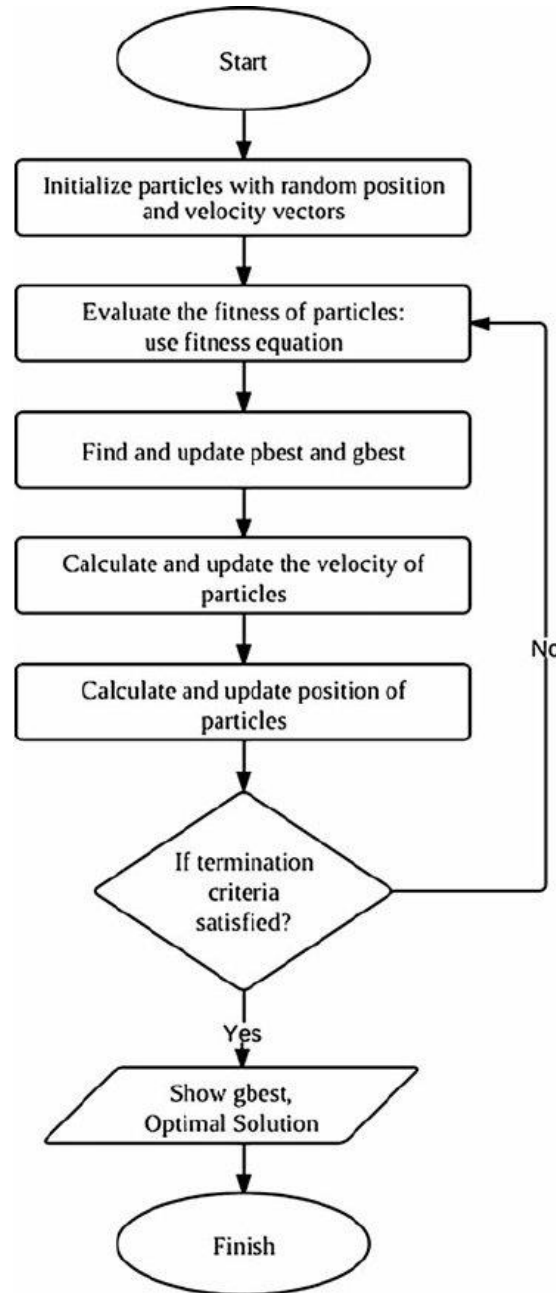 Start
Initialize particles with random position
and velocity vectors
Evaluate the fitness of particles:
use fitness equation
Find and update pbest and gbest
Calculate and update the velocity of
particles
No
Calculate and update position of
particles
If termination
criteria
satisfied?
Yes
Show gbest,
Optimal Solution
Finish